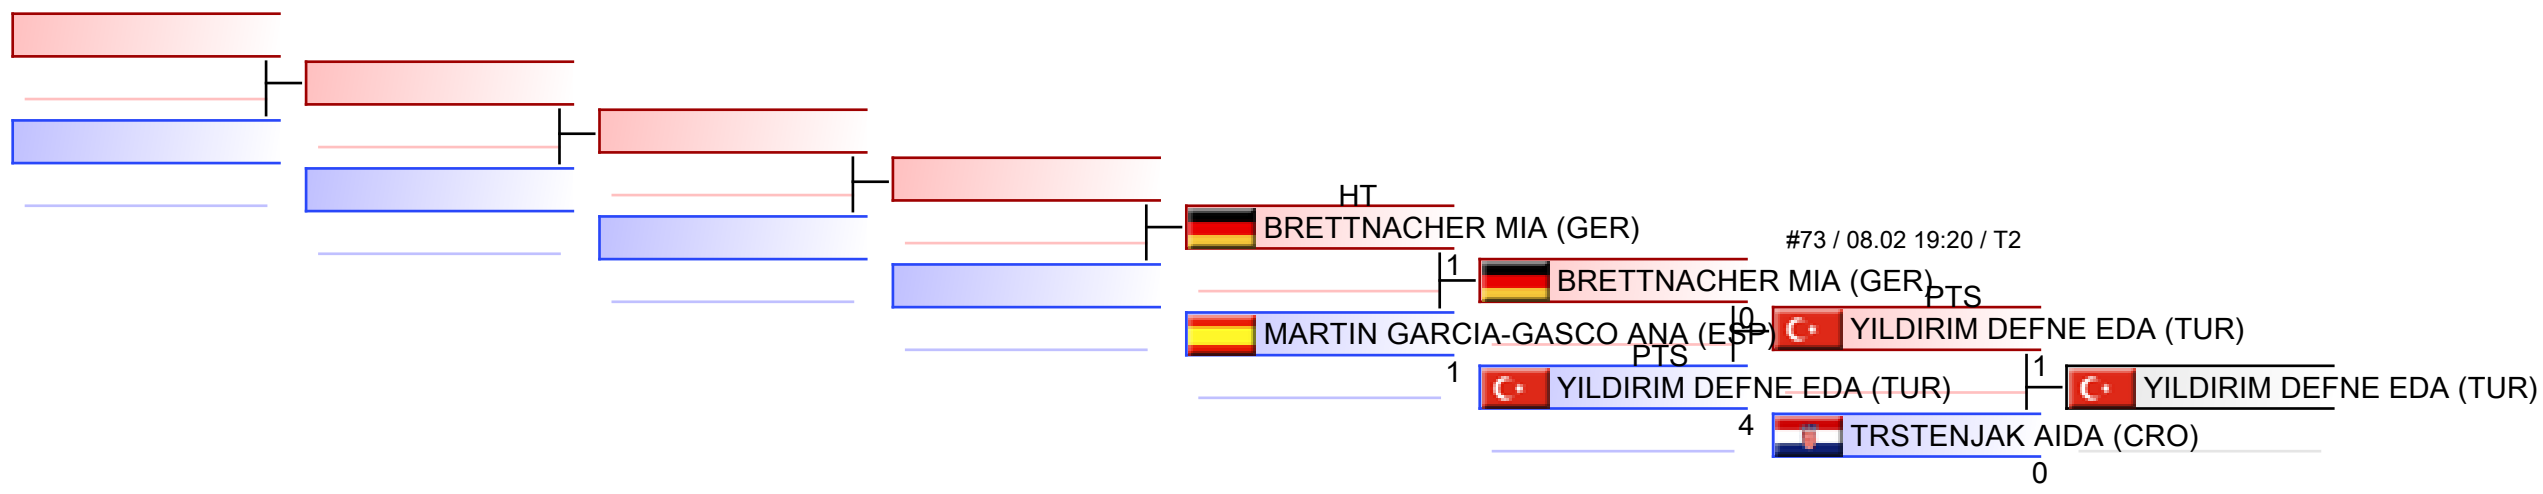 HT
BRETTNACHER MIA (GER)
1
MARTIN GARCIA-GASCO ANA (ESP)
1
BRETTNACHER MIA (GER)
0
PTS
YILDIRIM DEFNE EDA (TUR)
4
#73 / 08.02 19:20 / T2
PTS
YILDIRIM DEFNE EDA (TUR)
1
TRSTENJAK AIDA (CRO)
0
YILDIRIM DEFNE EDA (TUR)